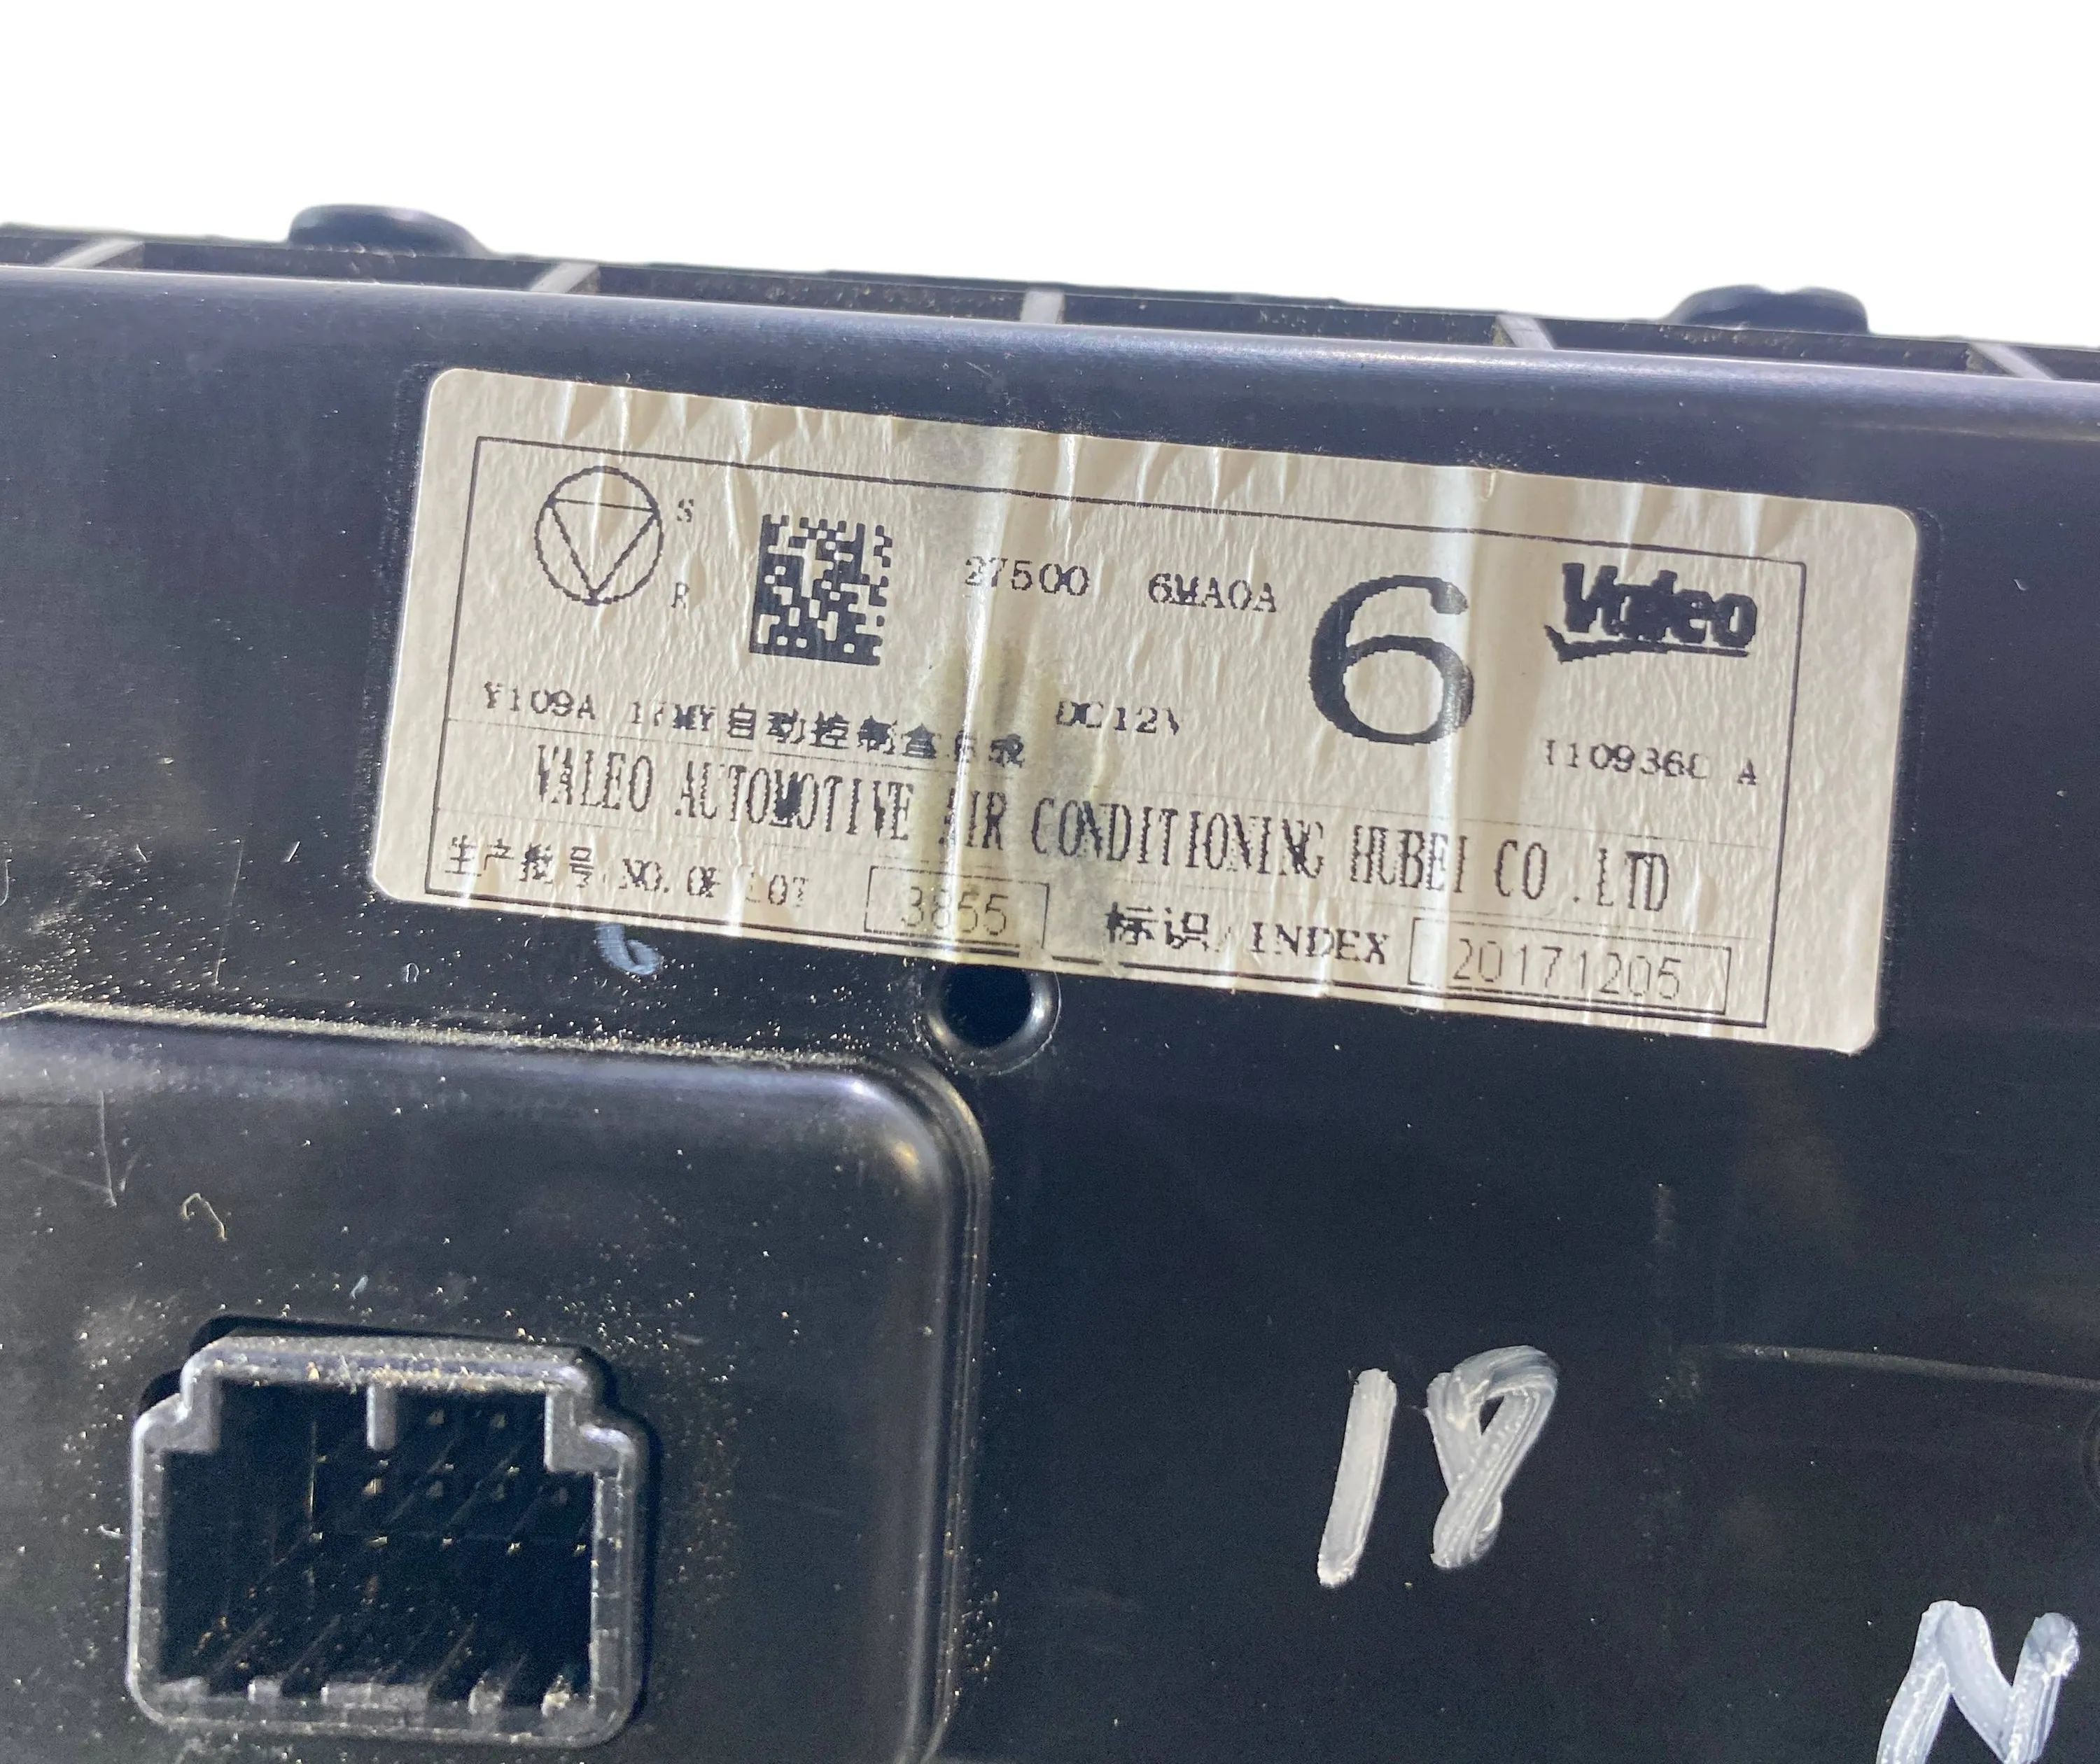 S
R
27500 6MA0A 6 Valeo
17MY自动控制盒总成 DC12V
VALEO AUTOMOTIVE AIR CONDITIONING HUBEI CO .LTD
生产批号/NO. OF LOT 3855 标识/INDEX 20171205
6
18
N